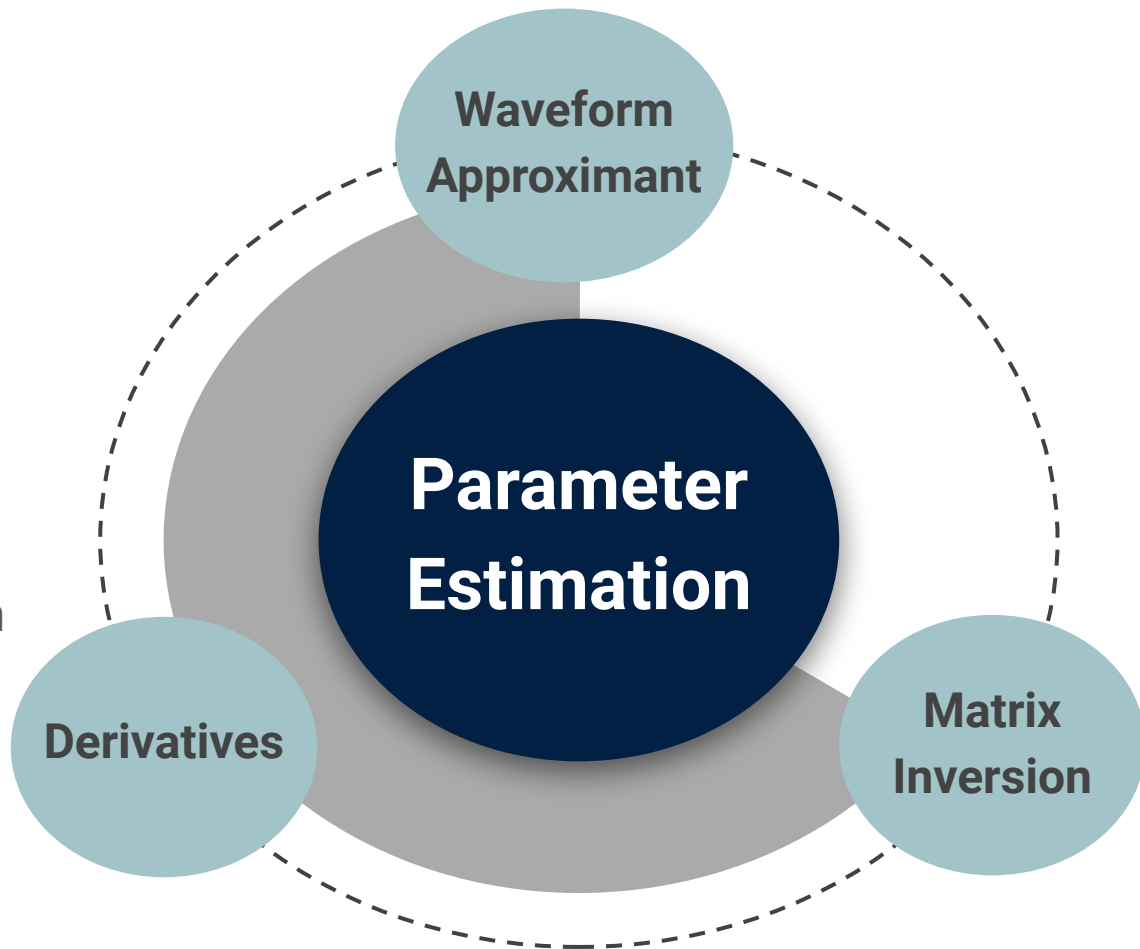 Waveform
Approximant
Parameter
Estimation
Derivatives
Matrix
Inversion